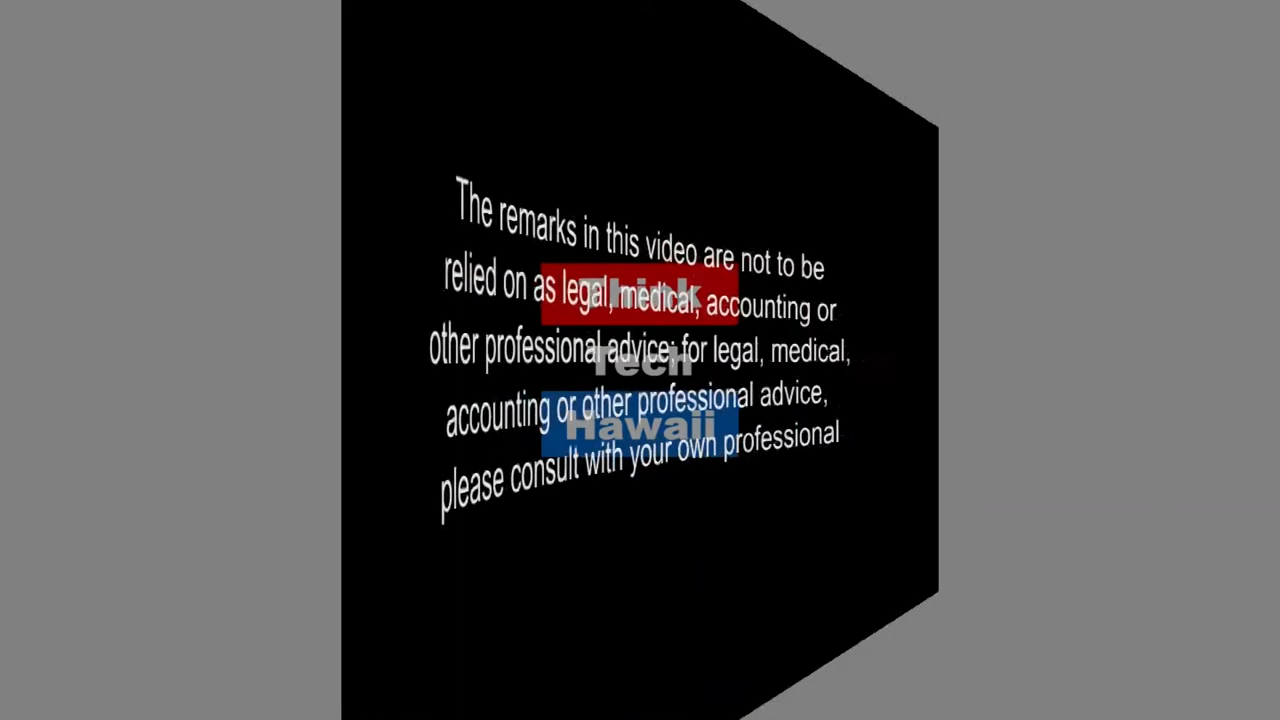 The remarks in this video are not to be
relied on as legal, medical, accounting or
other professional advice; for legal, medical,
accounting or other professional advice,
please consult with your own professional
Think
Tech
Hawaii